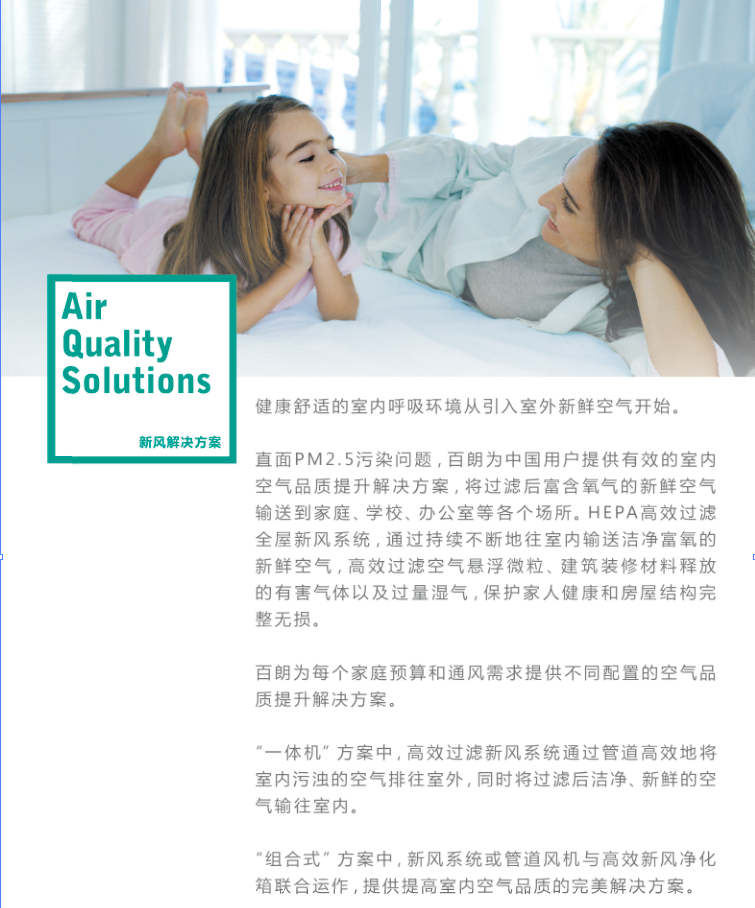 Air
Quality
Solutions
新风解决方案
健康舒适的室内呼吸环境从引入室外新鲜空气开始。
直面PM2.5污染问题，百朗为中国用户提供有效的室内
空气品质提升解决方案，将过滤后富含氧气的新鲜空气
输送到家庭、学校、办公室等各个场所。HEPA高效过滤
全屋新风系统，通过持续不断地往室内输送洁净富氧的
新鲜空气，高效过滤空气悬浮微粒、建筑装修材料释放
的有害气体以及过量湿气，保护家人健康和房屋结构完
整无损。
百朗为每个家庭预算和通风需求提供不同配置的空气品
质提升解决方案。
“一体机”方案中，高效过滤新风系统通过管道高效地将
室内污浊的空气排往室外，同时将过滤后洁净、新鲜的空
气输往室内。
“组合式”方案中，新风系统或管道风机与高效新风净化
箱联合运作，提供提高室内空气品质的完美解决方案。